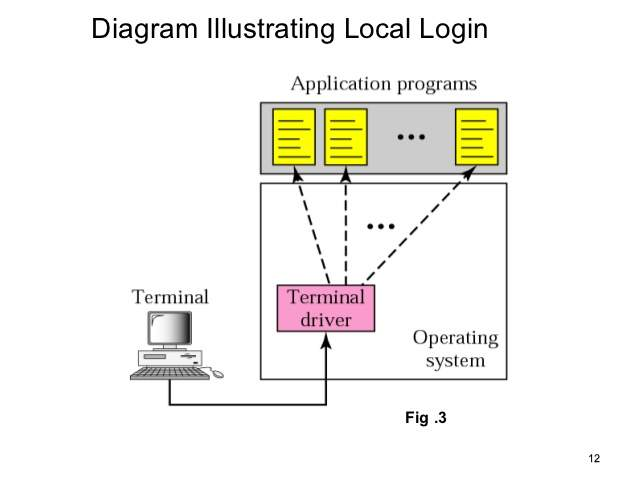 Diagram Illustrating Local Login
Application programs
Terminal
Terminal
driver
Operating
system
Fig .3
12